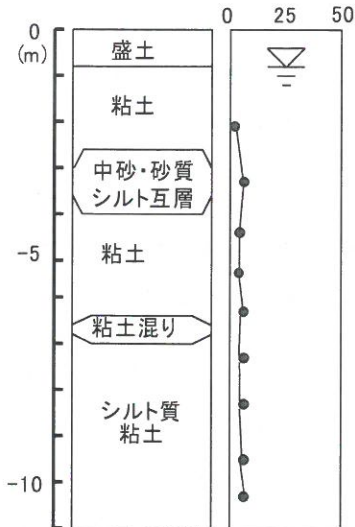 0
(m)
-5
-10
盛土
粘土
中砂・砂質
シルト互層
粘土
粘土混り
シルト質
粘土
0 25 50